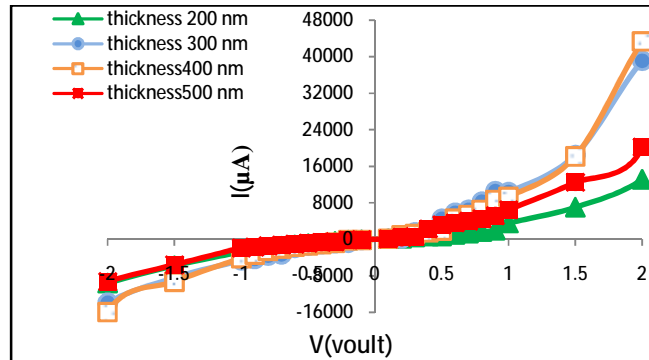 thickness 200 nm
thickness 300 nm
thickness400 nm
thickness500 nm
48000
40000
32000
24000
16000
8000
0
-8000
-16000
I(µA)
-2 -1.5 -1 -0.5 0 0.5 1 1.5 2
V(voult)